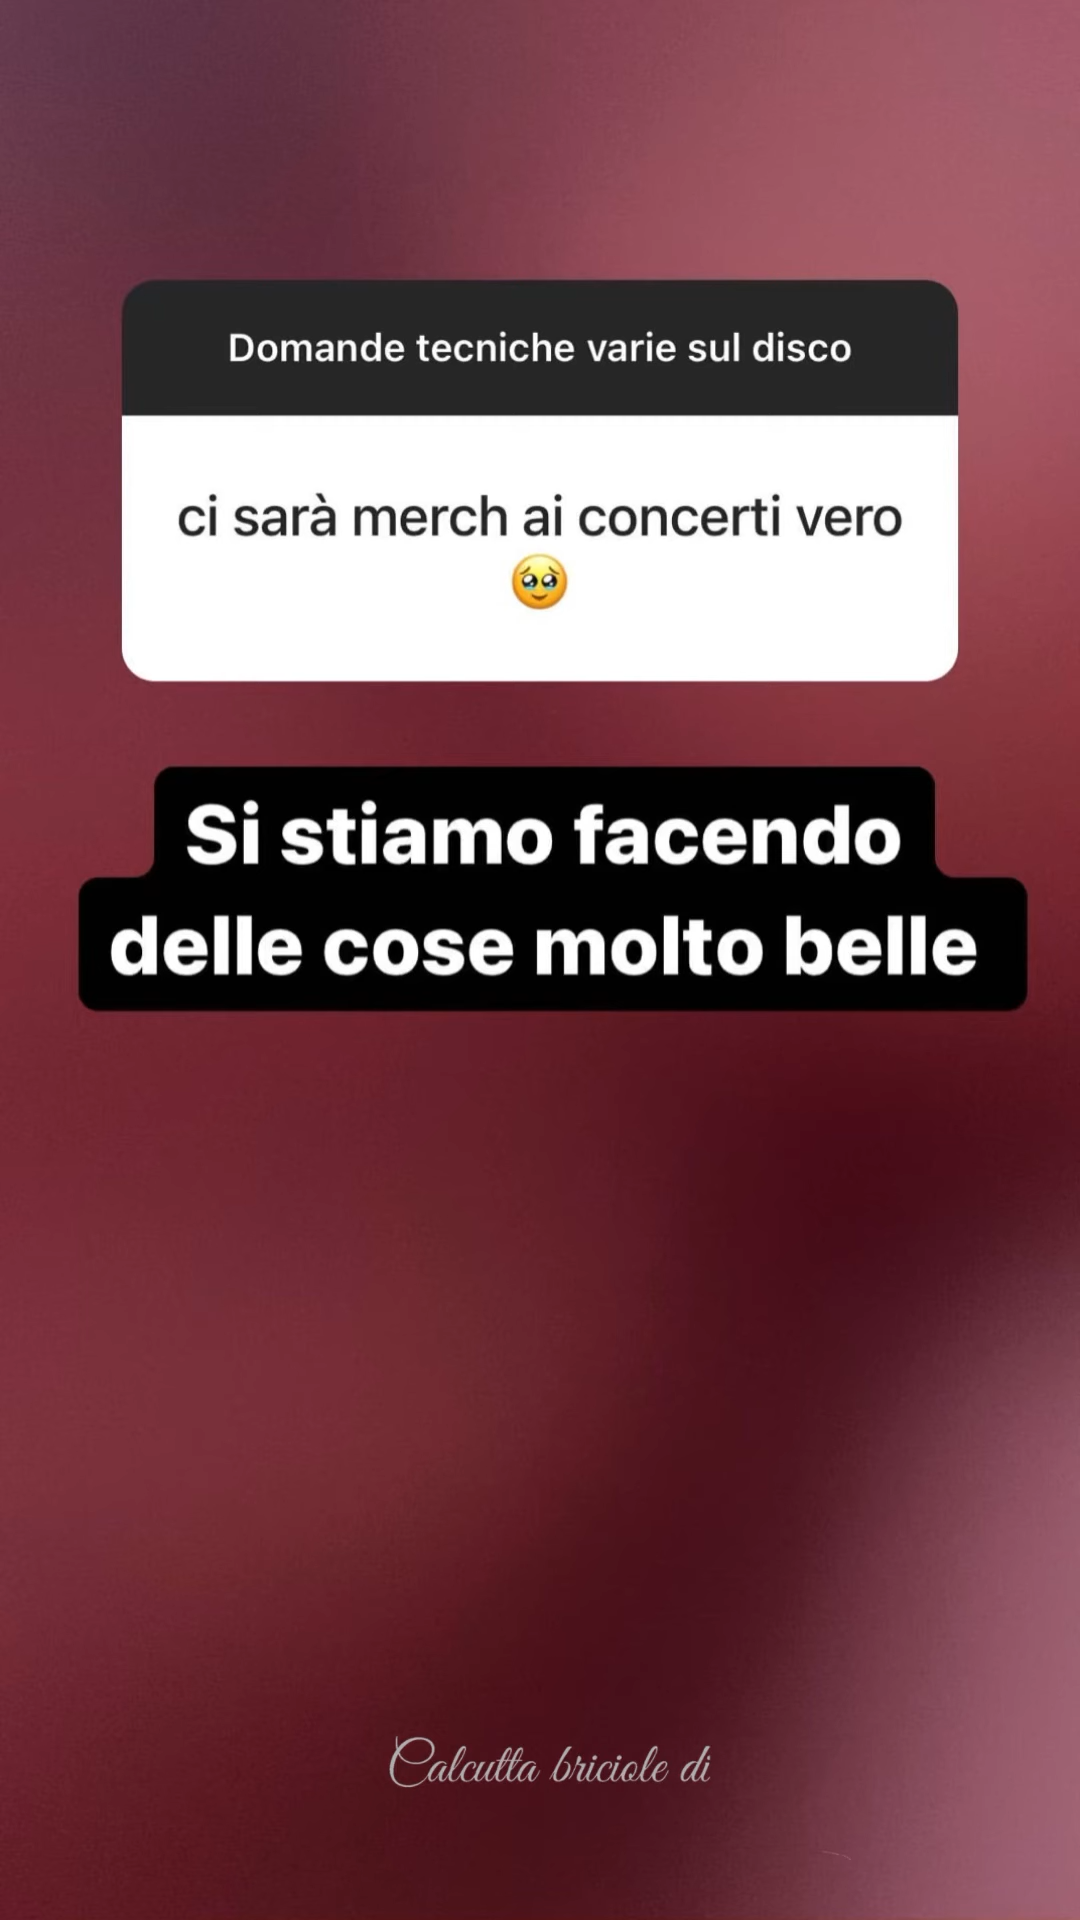 Domande tecniche varie sul disco
ci sarà merch ai concerti vero
🥹
Si stiamo facendo
delle cose molto belle
Calcutta briciole di